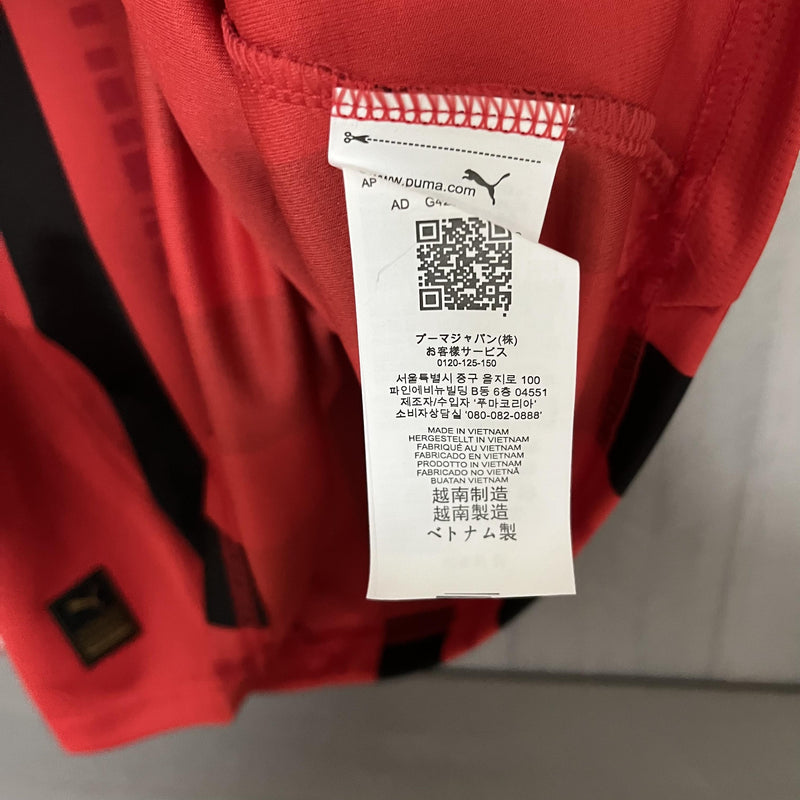 www.puma.com
AP
AD G42
プーマジャパン(株)
お客様サービス
0120-125-150
서울특별시 중구 을지로 100
파인에비뉴빌딩 B동 6층 04551
제조자/수입자 '푸마코리아'
소비자상담실 '080-082-0888'
MADE IN VIETNAM
HERGESTELLT IN VIETNAM
FABRIQUÉ AU VIETNAM
FABRICADO EN VIETNAM
PRODOTTO IN VIETNAM
FABRICADO NO VIETNÃ
BUATAN VIETNAM
越南制造
越南製造
ベトナム製